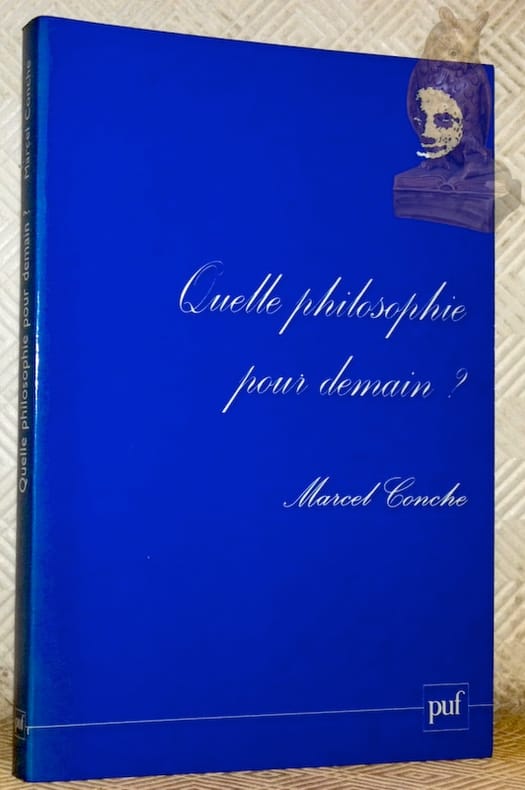 Quelle philosophie
pour demain ?
Marcel Conche
puf
Quelle philosophie pour demain ? Marcel Conche
puf